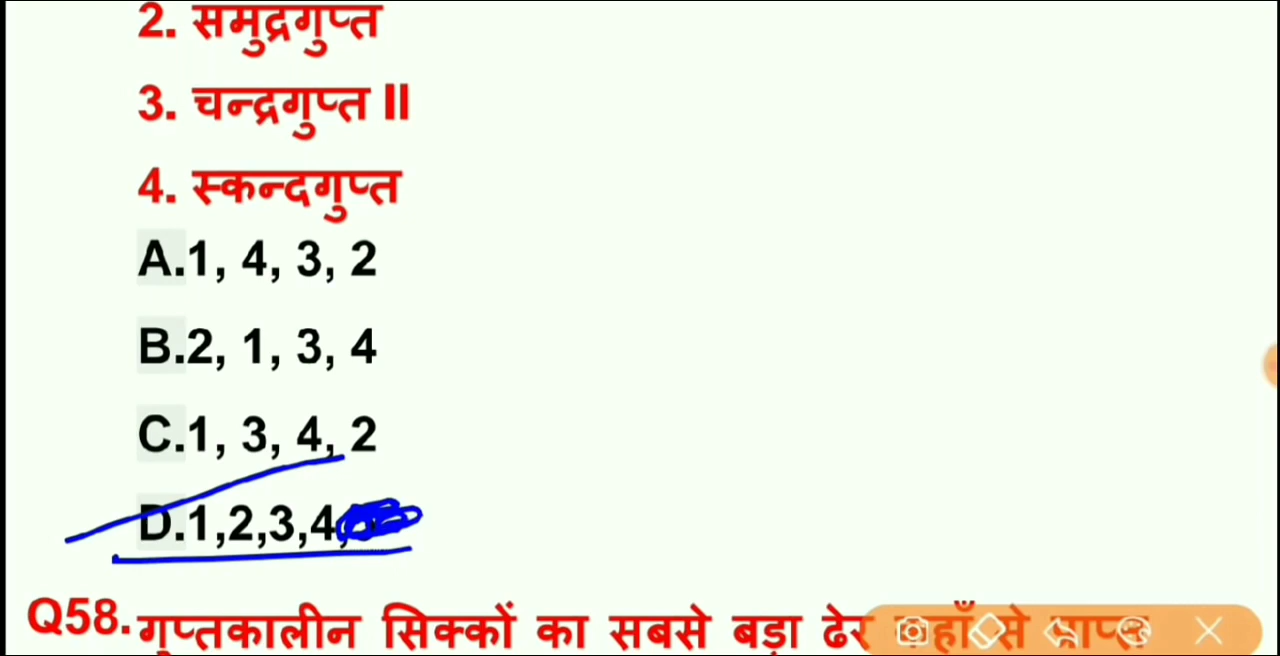 2. समुद्रगुप्त
3. चन्द्रगुप्त II
4. स्कन्दगुप्त
A.1, 4, 3, 2
B.2, 1, 3, 4
C.1, 3, 4, 2
D.1,2,3,4,
Q58. गुप्तकालीन सिक्कों का सबसे बड़ा ढेर से